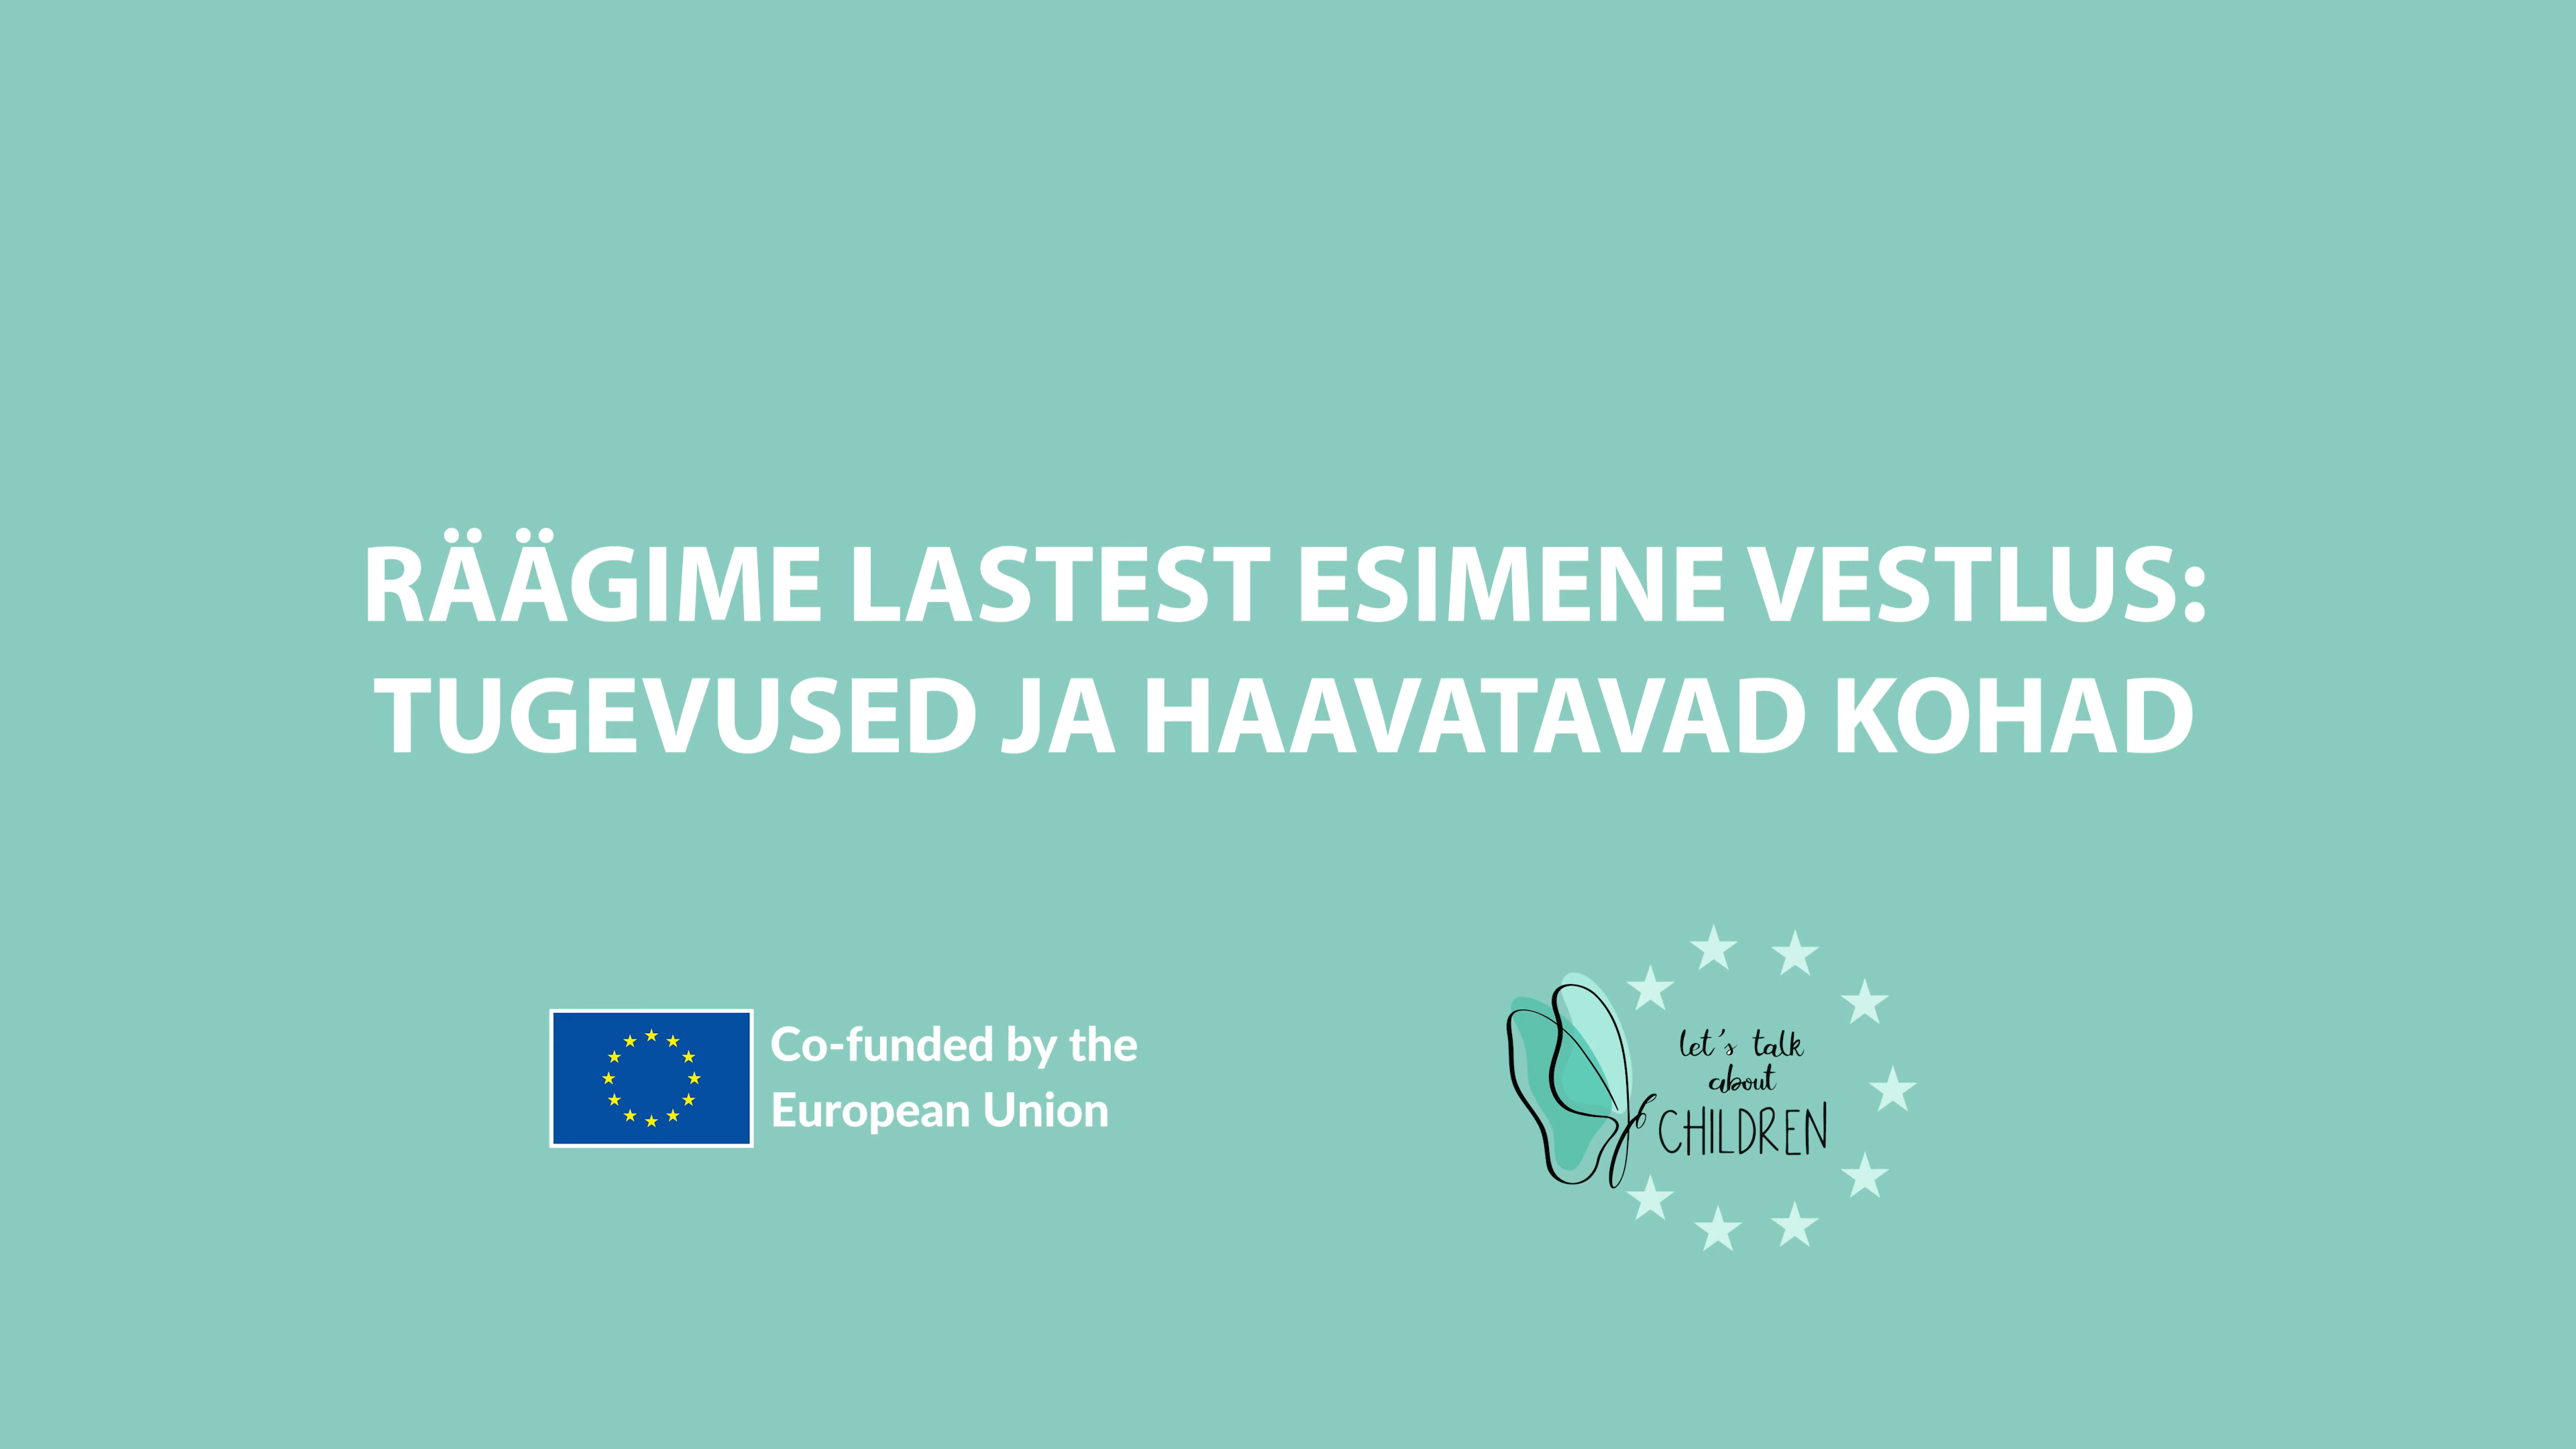 RÄÄGIME LASTEST ESIMENE VESTLUS:
TUGEVUSED JA HAAVATAVAD KOHAD
Co-funded by the
European Union
let's talk
about
CHILDREN